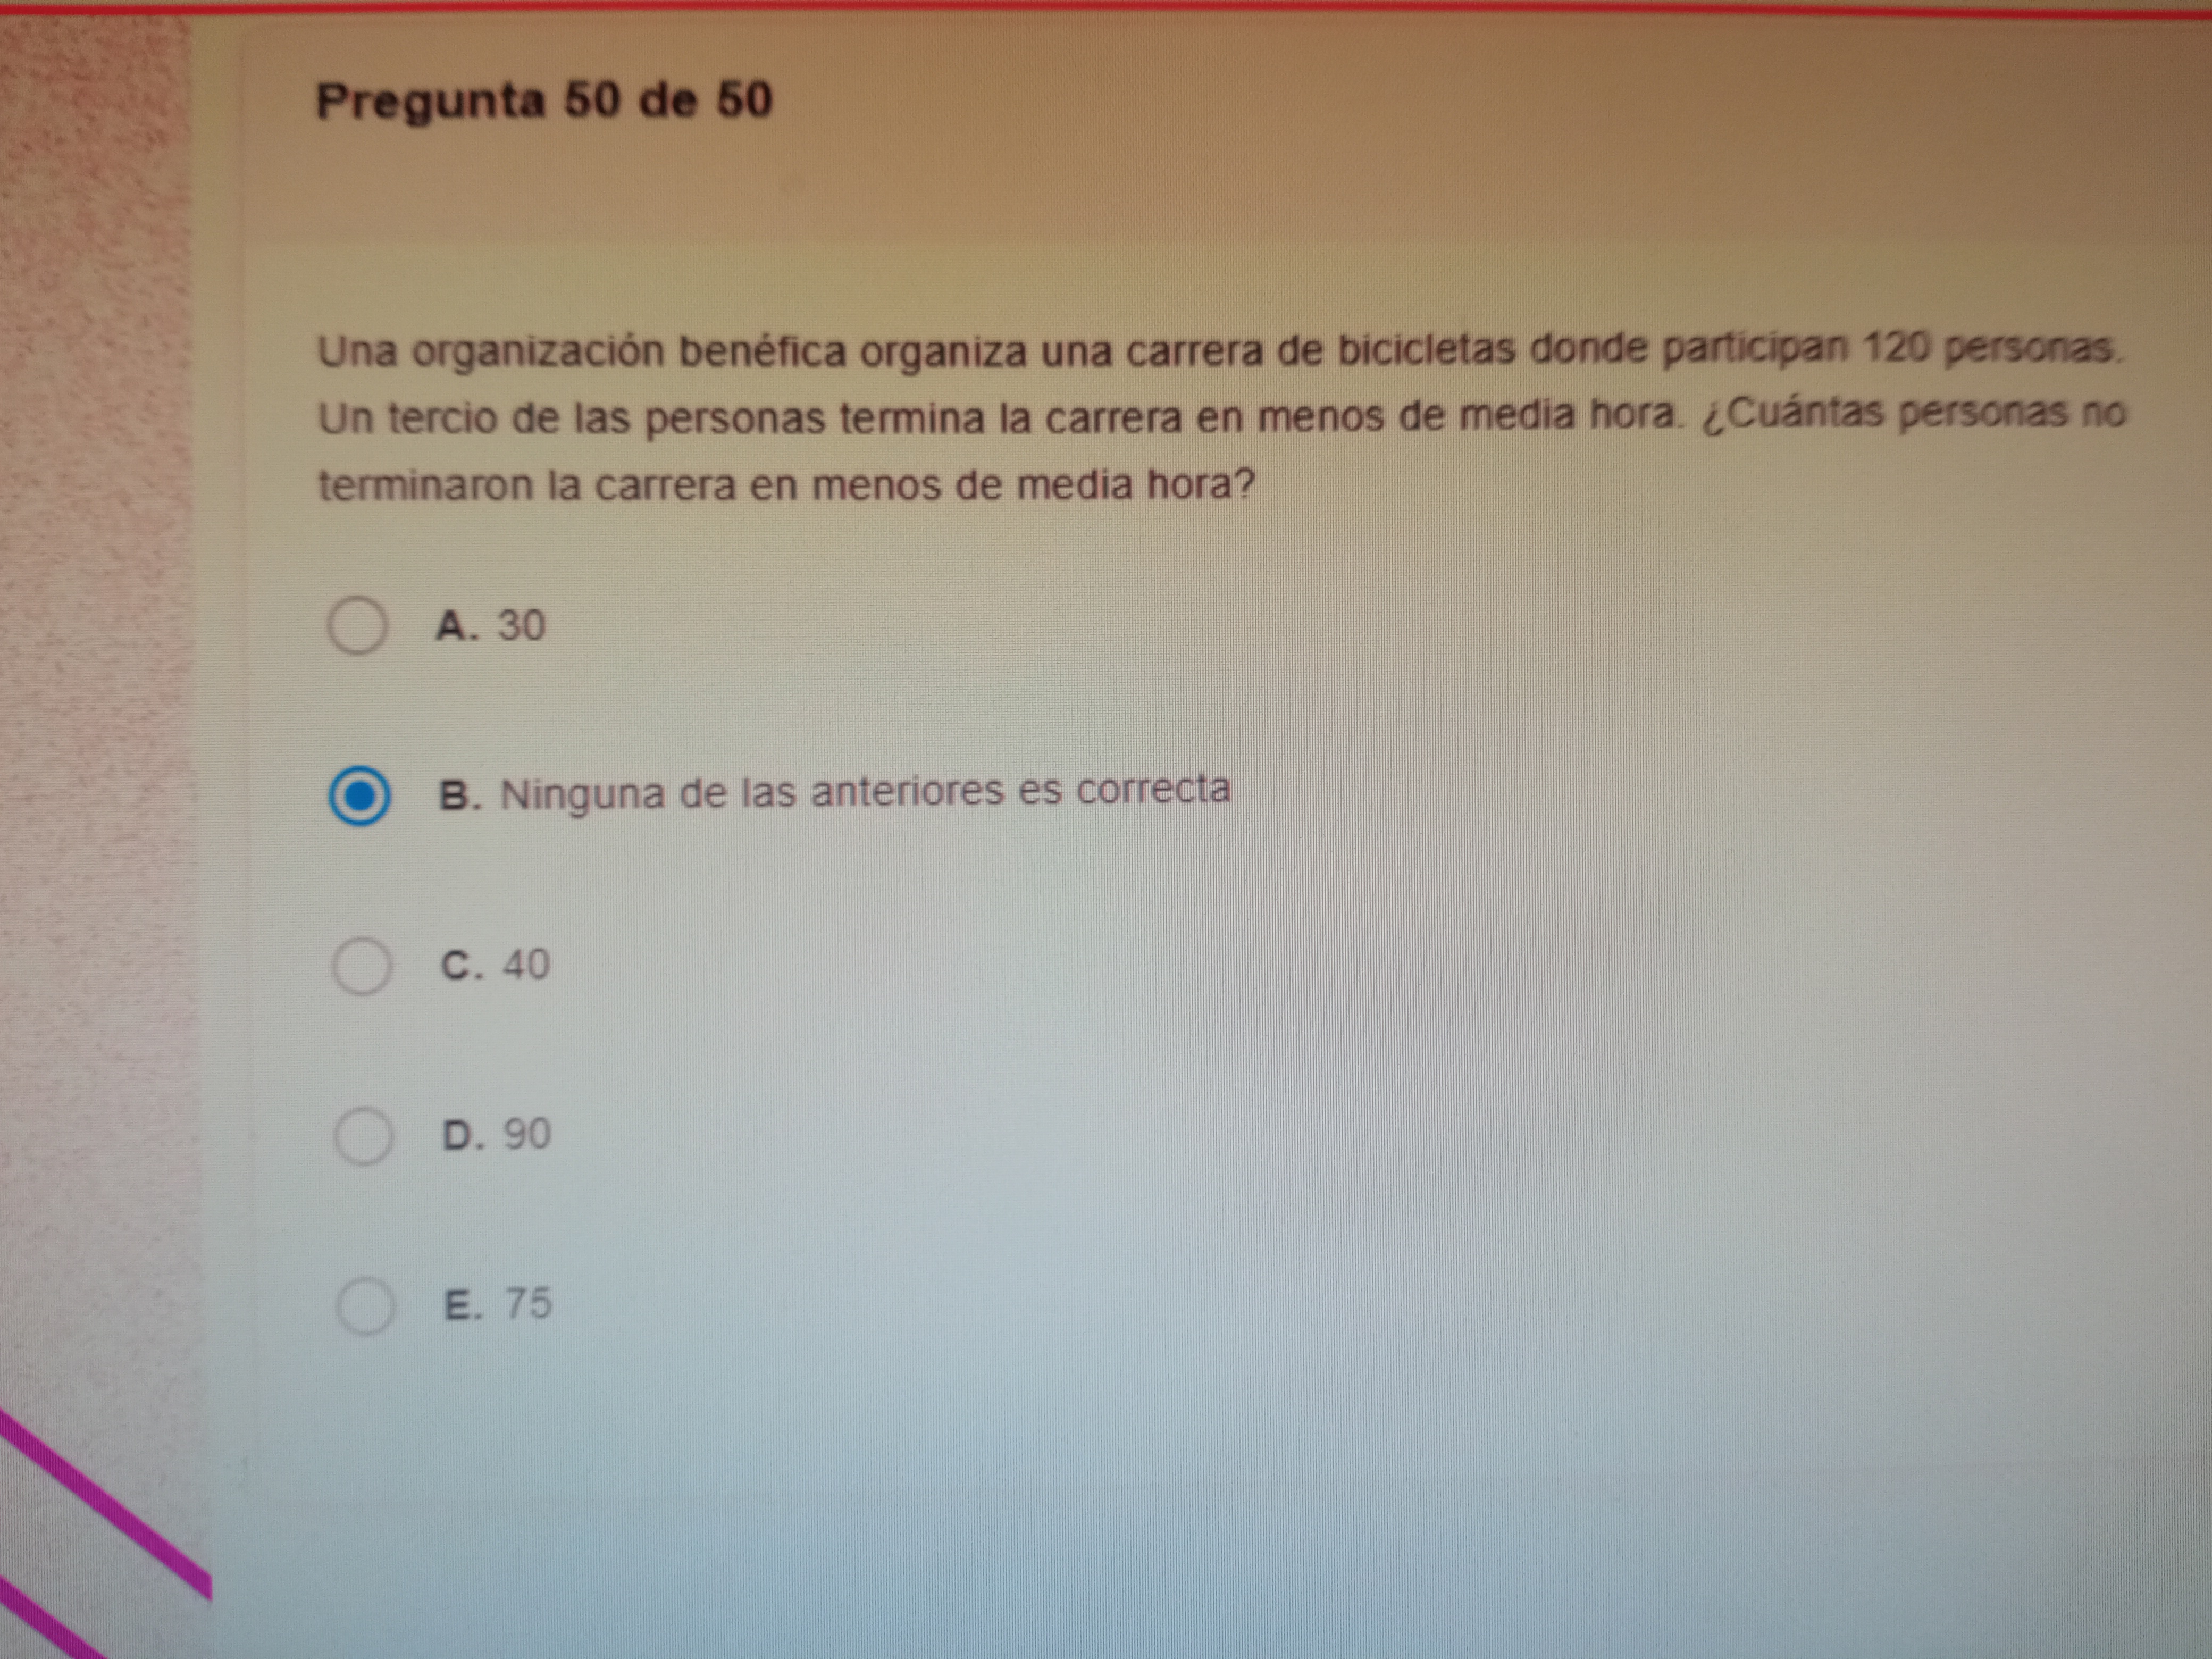 Pregunta 50 de 50
Una organización benéfica organiza una carrera de bicicletas donde participan 120 personas.
Un tercio de las personas termina la carrera en menos de media hora. ¿Cuántas personas no
terminaron la carrera en menos de media hora?
A. 30
B. Ninguna de las anteriores es correcta
C. 40
D. 90
E. 75